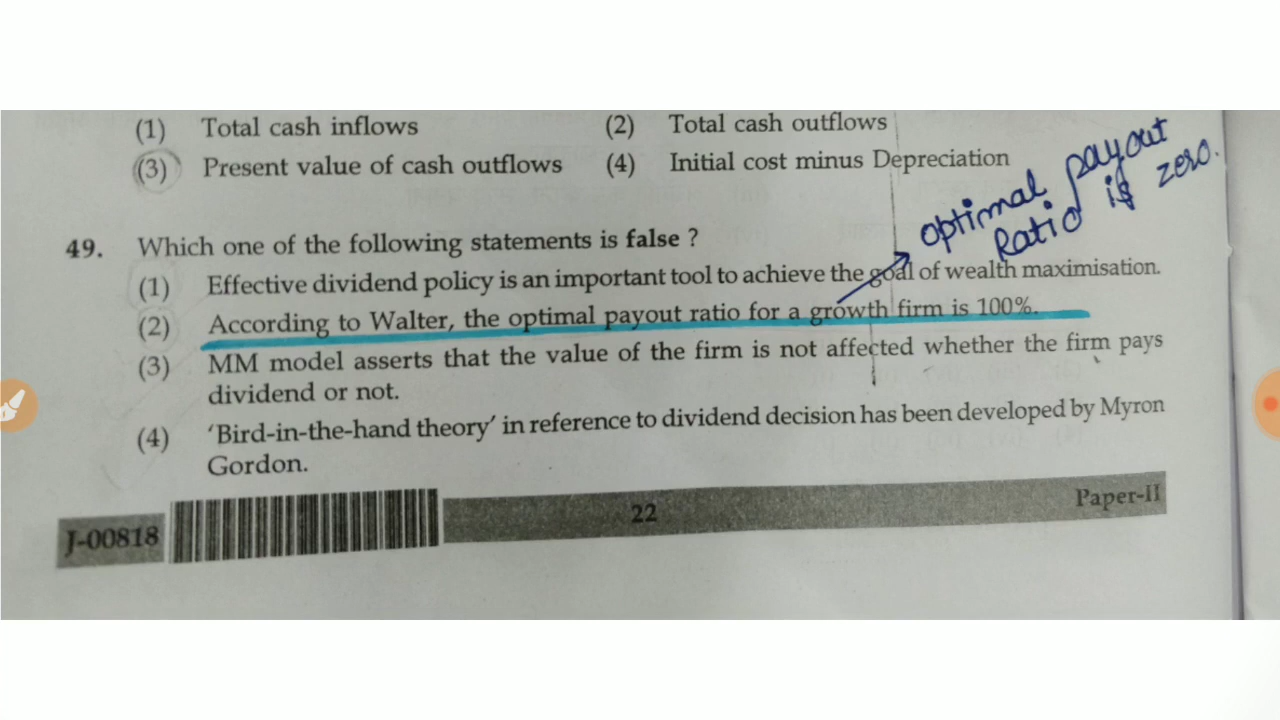 (1) Total cash inflows (2) Total cash outflows
(3) Present value of cash outflows (4) Initial cost minus Depreciation
optimal payout
Ratio is zero.
49. Which one of the following statements is false ?
(1) Effective dividend policy is an important tool to achieve the goal of wealth maximisation.
(2) According to Walter, the optimal payout ratio for a growth firm is 100%.
(3) MM model asserts that the value of the firm is not affected whether the firm pays
dividend or not.
(4) 'Bird-in-the-hand theory' in reference to dividend decision has been developed by Myron
Gordon.
J-00818 22 Paper-II